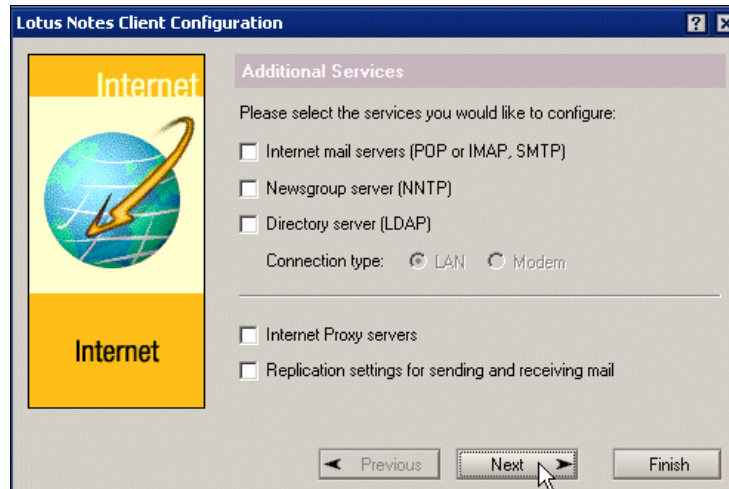 Lotus Notes Client Configuration
Internet
Additional Services
Please select the services you would like to configure:
Internet mail servers (POP or IMAP, SMTP)
Newsgroup server (NNTP)
Directory server (LDAP)
Connection type: LAN Modem
Internet
Internet Proxy servers
Replication settings for sending and receiving mail
Previous Next Finish